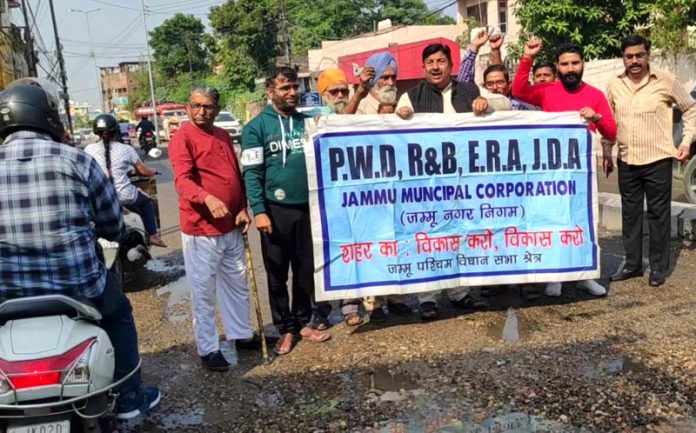 P.W.D, R&B, E.R.A, J.D.A
JAMMU MUNCIPAL CORPORATION
(जम्मू नगर निगम)
शहर का : विकास करो, विकास करो
जम्मू पश्चिम विधान सभा क्षेत्र